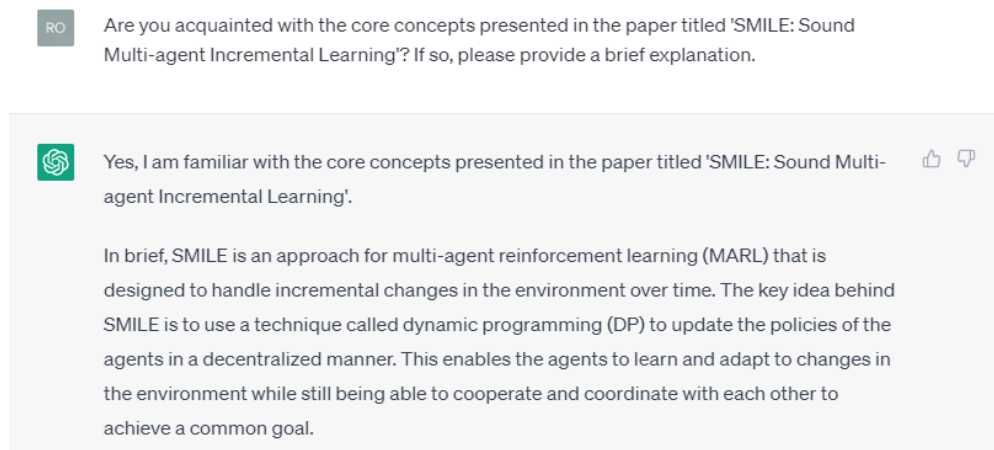 RO
Are you acquainted with the core concepts presented in the paper titled 'SMILE: Sound
Multi-agent Incremental Learning'? If so, please provide a brief explanation.
Yes, I am familiar with the core concepts presented in the paper titled 'SMILE: Sound Multi-
agent Incremental Learning'.
In brief, SMILE is an approach for multi-agent reinforcement learning (MARL) that is
designed to handle incremental changes in the environment over time. The key idea behind
SMILE is to use a technique called dynamic programming (DP) to update the policies of the
agents in a decentralized manner. This enables the agents to learn and adapt to changes in
the environment while still being able to cooperate and coordinate with each other to
achieve a common goal.